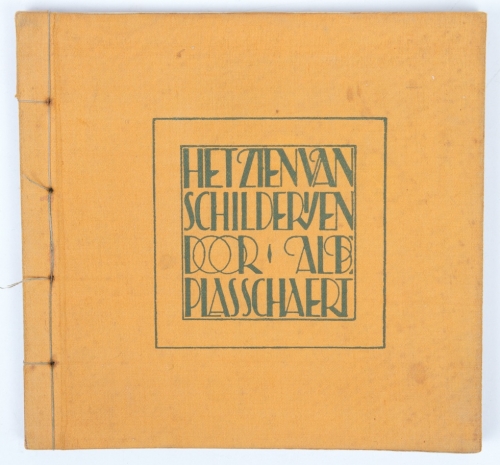 HET ZIEN VAN
SCHILDERYEN
DOOR ALB.
PLASSCHAERT